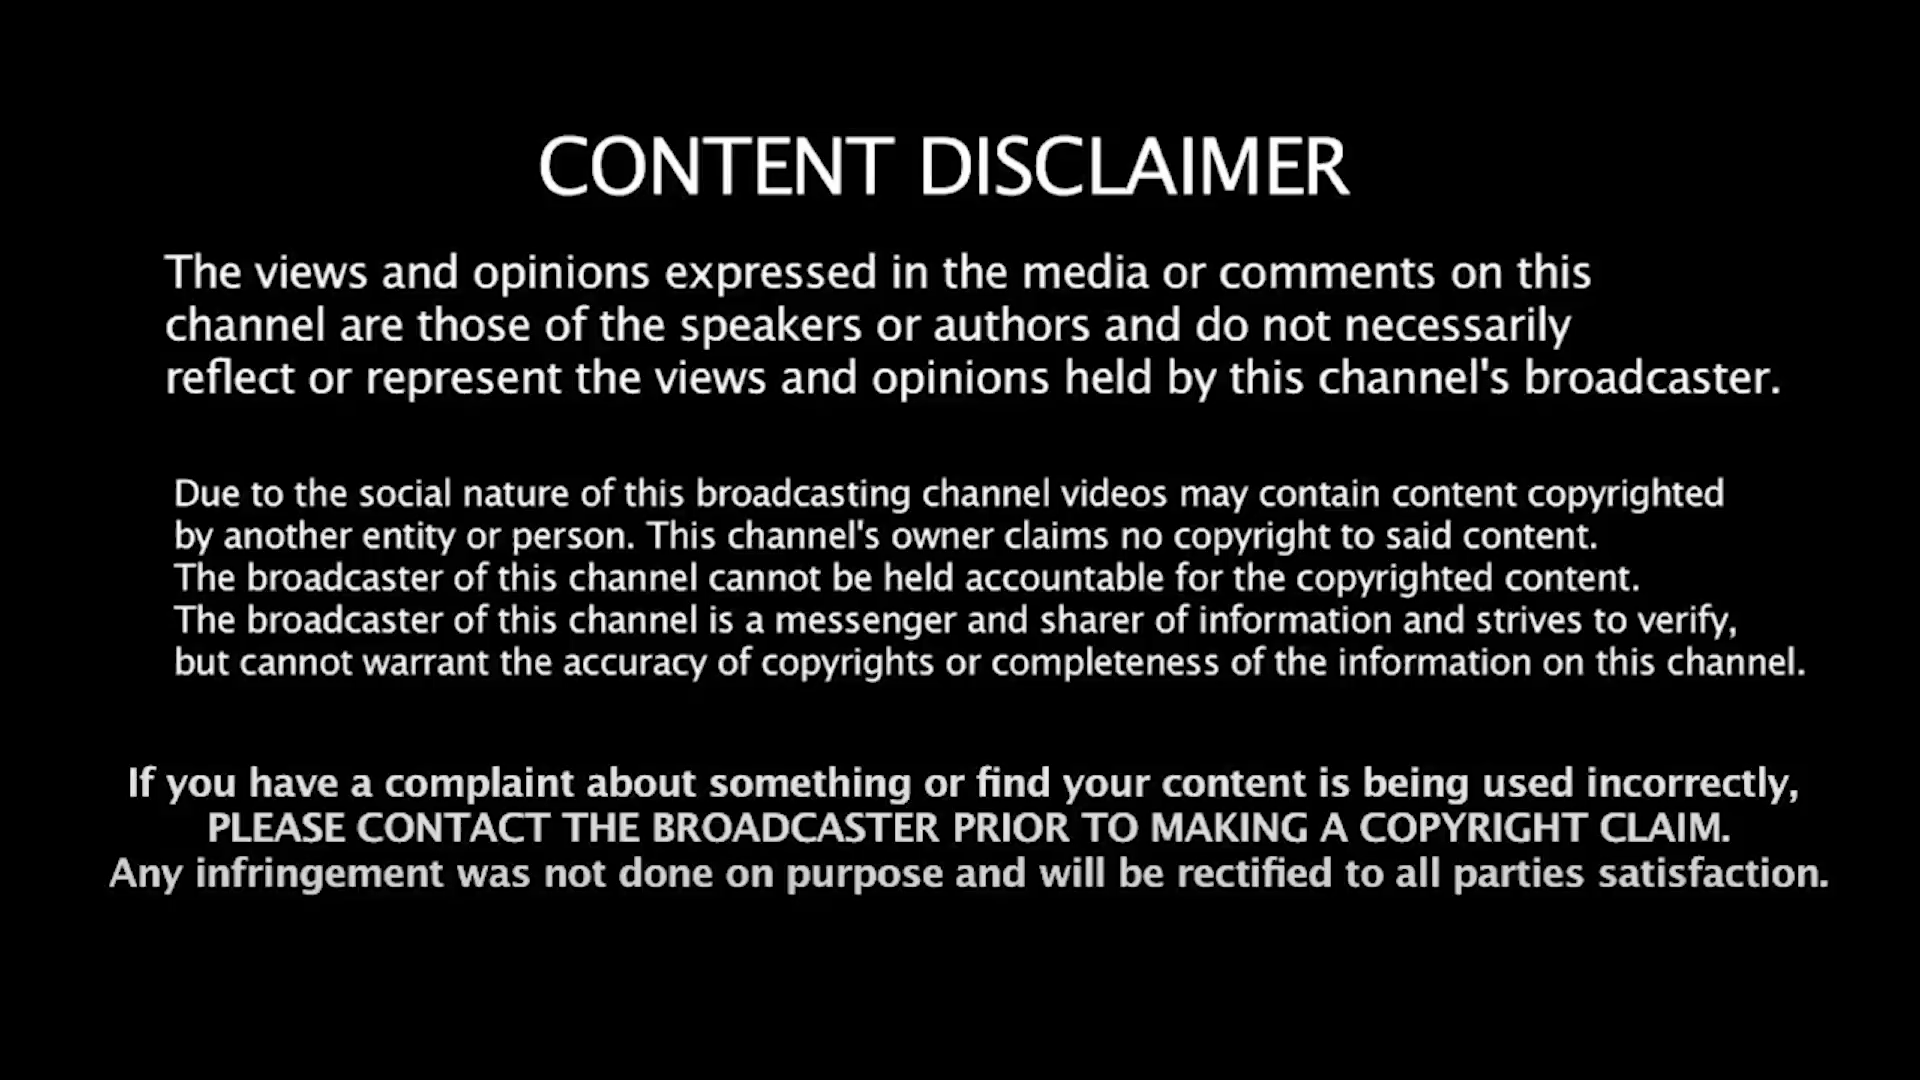 CONTENT DISCLAIMER
The views and opinions expressed in the media or comments on this
channel are those of the speakers or authors and do not necessarily
reflect or represent the views and opinions held by this channel's broadcaster.
Due to the social nature of this broadcasting channel videos may contain content copyrighted
by another entity or person. This channel's owner claims no copyright to said content.
The broadcaster of this channel cannot be held accountable for the copyrighted content.
The broadcaster of this channel is a messenger and sharer of information and strives to verify,
but cannot warrant the accuracy of copyrights or completeness of the information on this channel.
If you have a complaint about something or find your content is being used incorrectly,
PLEASE CONTACT THE BROADCASTER PRIOR TO MAKING A COPYRIGHT CLAIM.
Any infringement was not done on purpose and will be rectified to all parties satisfaction.